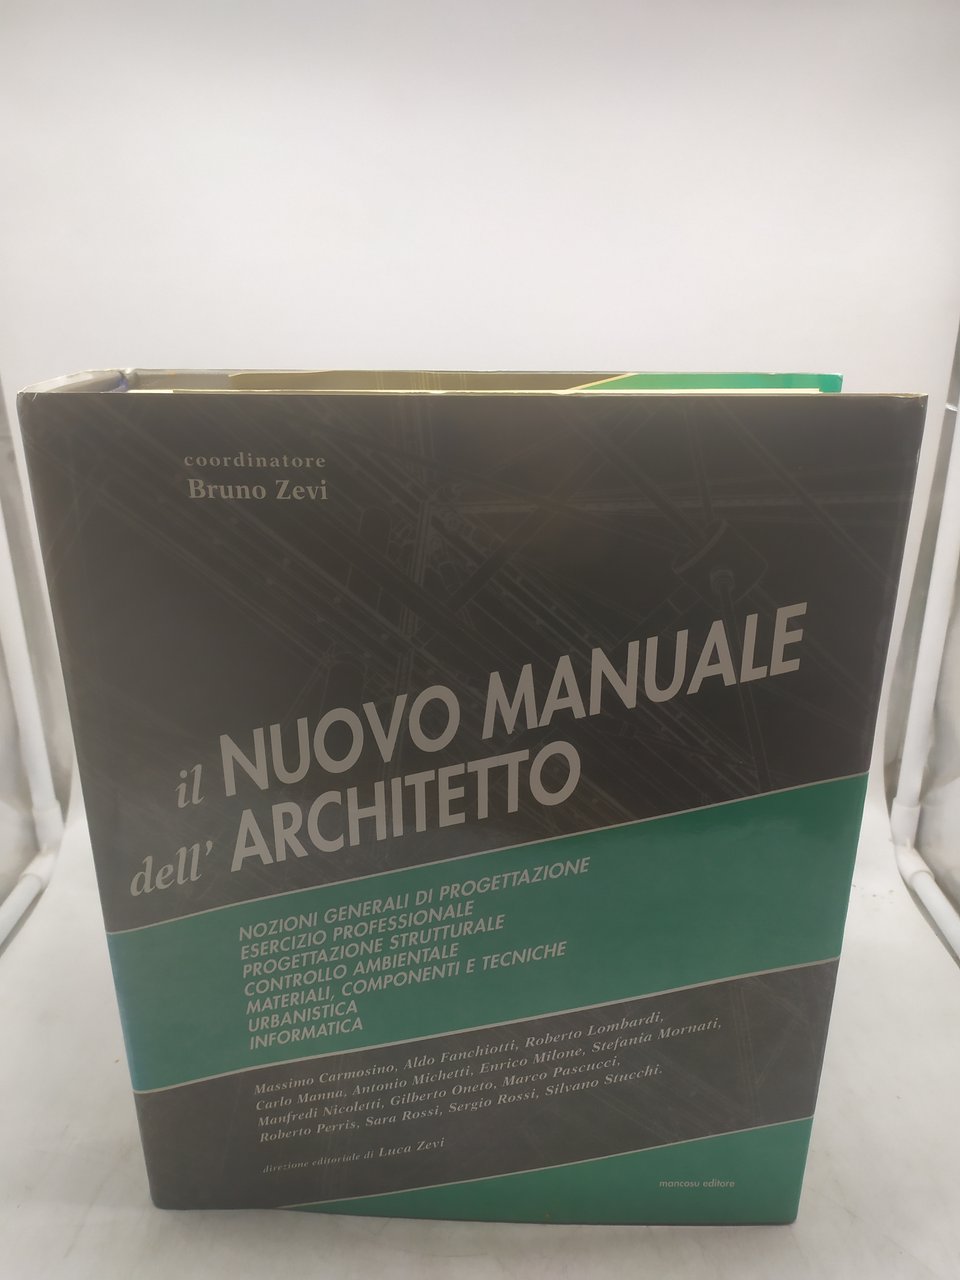 coordinatore
Bruno Zevi
il NUOVO MANUALE
dell' ARCHITETTO
NOZIONI GENERALI DI PROGETTAZIONE
ESERCIZIO PROFESSIONALE
PROGETTAZIONE STRUTTURALE
CONTROLLO AMBIENTALE
MATERIALI, COMPONENTI E TECNICHE
URBANISTICA
INFORMATICA
Massimo Carmosino, Aldo Fanchiotti, Roberto Lombardi,
Carlo Manna, Antonio Michetti, Enrico Milone, Stefania Mornati,
Manfredi Nicoletti, Gilberto Oneto, Marco Pascucci,
Roberto Perris, Sara Rossi, Sergio Rossi, Silvano Stucchi.
direzione editoriale di Luca Zevi
mancosu editore